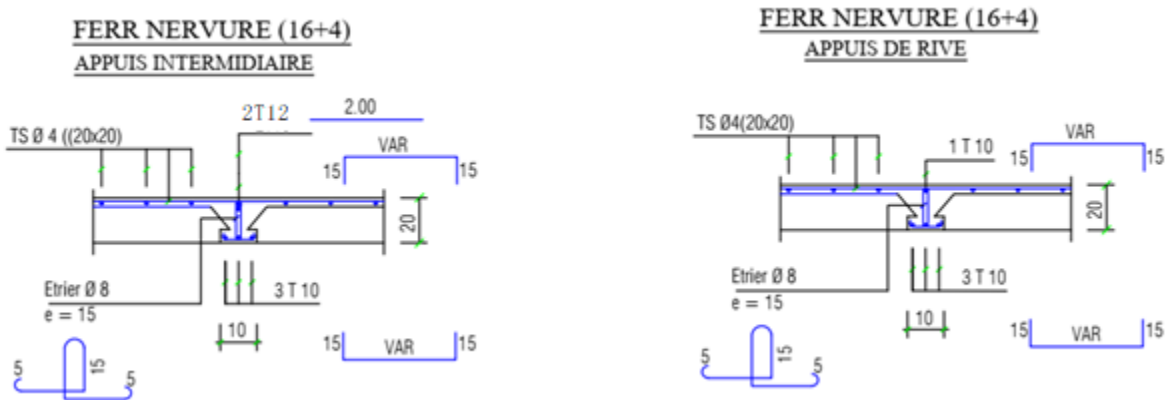 FERR NERVURE (16+4)
APPUIS INTERMIDIAIRE
2T12
2.00
TS Ø 4 ((20x20)
VAR
15
15
20
Etrier Ø 8
e = 15
3 T 10
10
15
VAR
15
5
15
5
FERR NERVURE (16+4)
APPUIS DE RIVE
TS Ø4(20x20)
1 T 10
VAR
15
15
20
Etrier Ø 8
e = 15
3 T 10
10
15
VAR
15
5
15
5